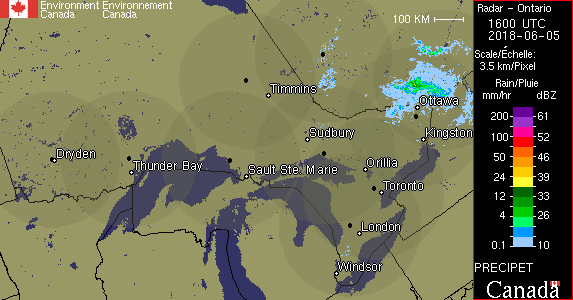 Environment Environnement
Canada Canada
100 KM
Timmins
Ottawa
Sudbury
Kingston
Dryden
Thunder Bay
Sault Ste. Marie
Orillia
Toronto
London
Windsor
Radar - Ontario
1600 UTC
2018-06-05
Scale/Échelle:
3.5 km/Pixel
Rain/Pluie
mm/hr dBZ
200 61
100 52
50 46
24 39
12 33
4 26
0.1 10
PRECIPET
Canada